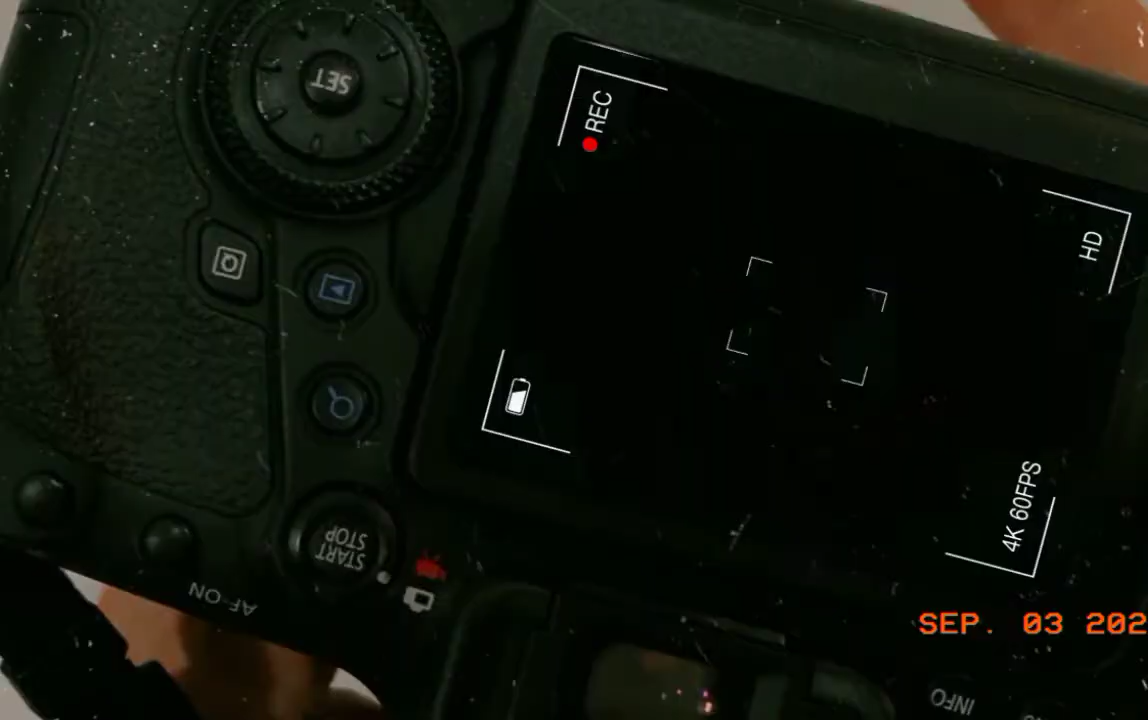 SET
REC
HD
4K 60FPS
START
STOP
AF-ON
SEP. 03 202
INFO